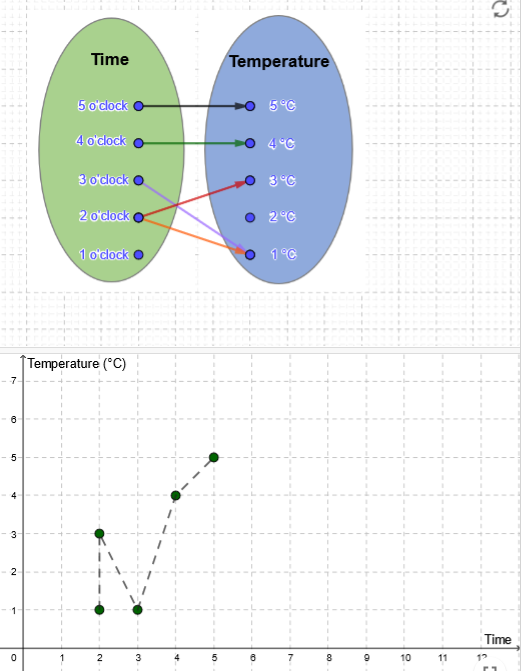 Time
Temperature
5 o'clock
5 °C
4 o'clock
4 °C
3 o'clock
3 °C
2 o'clock
2 °C
1 o'clock
1 °C
Temperature (°C)
7
6
5
4
3
2
1
Time
0 1 2 3 4 5 6 7 8 9 10 11